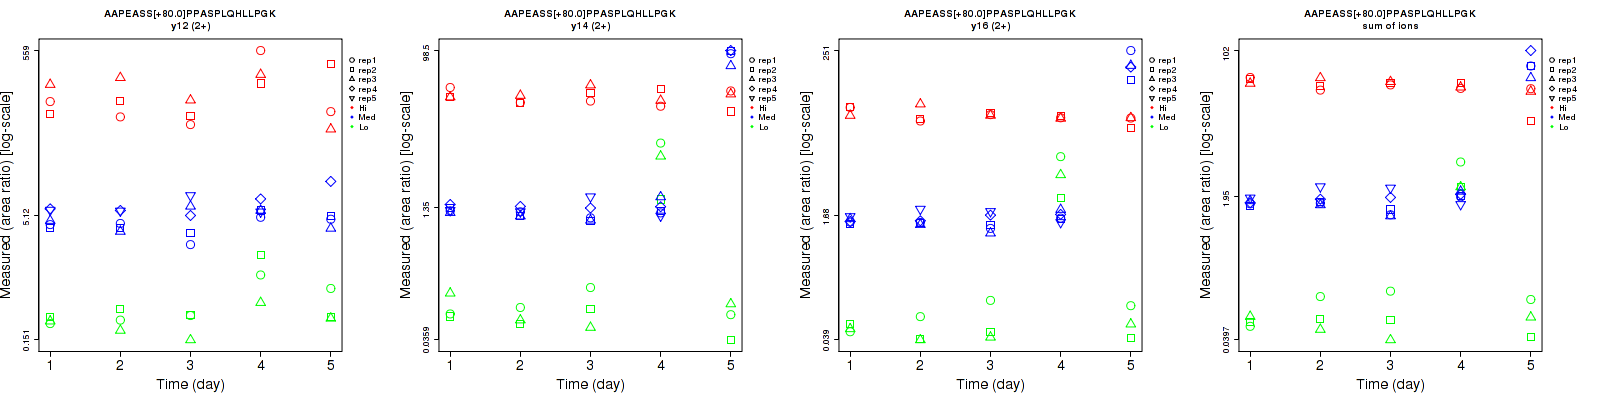 AAPEASS[+80.0]PPASPLQHLLPGK
y12 (2+)
Measured (area ratio) [log-scale]
559
5.12
0.151
1 2 3 4 5
Time (day)
rep1
rep2
rep3
rep4
rep5
Hi
Med
Lo
AAPEASS[+80.0]PPASPLQHLLPGK
y14 (2+)
Measured (area ratio) [log-scale]
98.5
1.35
0.0359
1 2 3 4 5
Time (day)
rep1
rep2
rep3
rep4
rep5
Hi
Med
Lo
AAPEASS[+80.0]PPASPLQHLLPGK
y16 (2+)
Measured (area ratio) [log-scale]
251
1.88
0.039
1 2 3 4 5
Time (day)
rep1
rep2
rep3
rep4
rep5
Hi
Med
Lo
AAPEASS[+80.0]PPASPLQHLLPGK
sum of ions
Measured (area ratio) [log-scale]
102
1.95
0.0397
1 2 3 4 5
Time (day)
rep1
rep2
rep3
rep4
rep5
Hi
Med
Lo